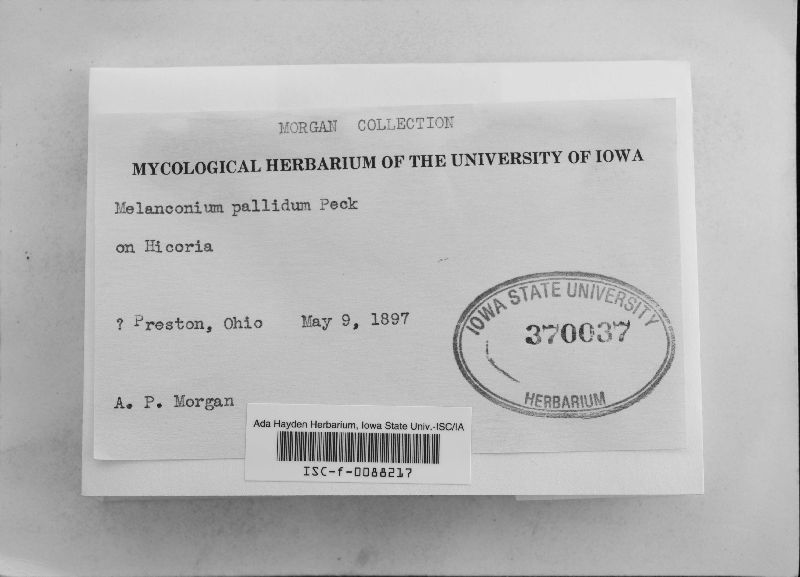 MORGAN COLLECTION
MYCOLOGICAL HERBARIUM OF THE UNIVERSITY OF IOWA
Melanconium pallidum Peck
on Hicoria
? Preston, Ohio May 9, 1897
A. P. Morgan
IOWA STATE UNIVERSITY
370037
HERBARIUM
Ada Hayden Herbarium, Iowa State Univ.-ISC/IA
ISC-f-0088217